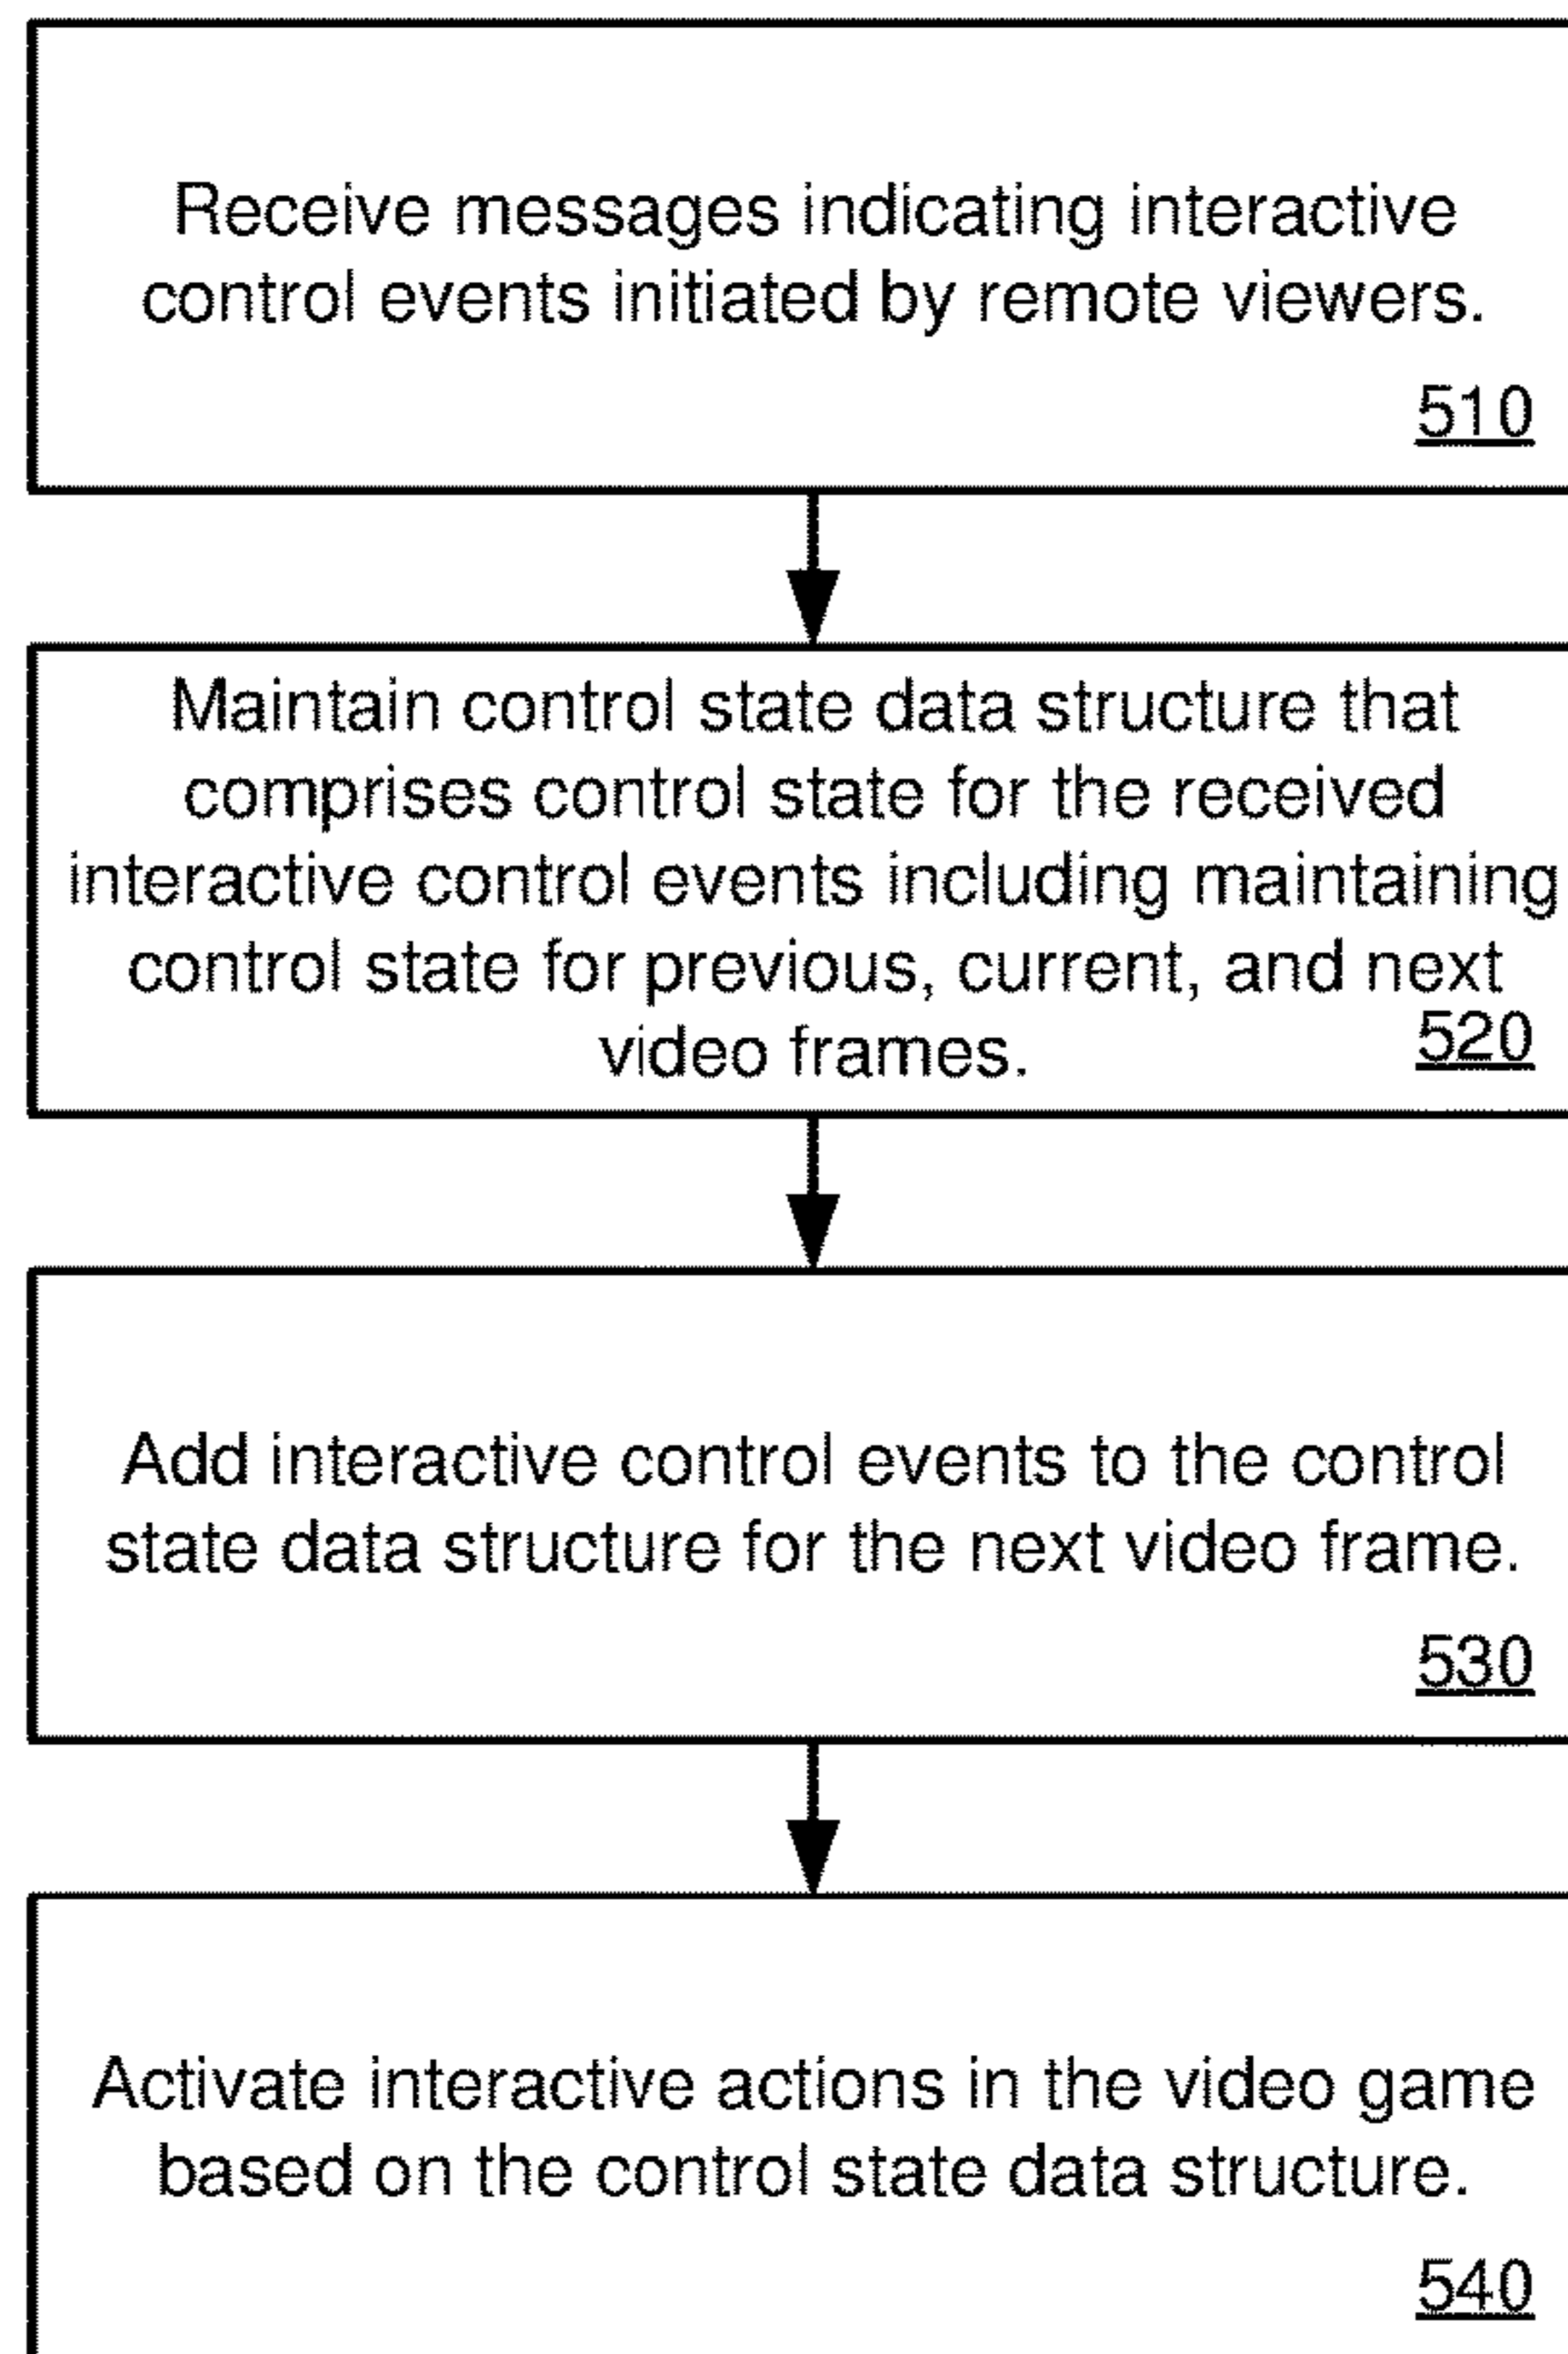 Receive messages indicating interactive
control events initiated by remote viewers.
510
Maintain control state data structure that
comprises control state for the received
interactive control events including maintaining
control state for previous, current, and next
video frames.
520
Add interactive control events to the control
state data structure for the next video frame.
530
Activate interactive actions in the video game
based on the control state data structure.
540